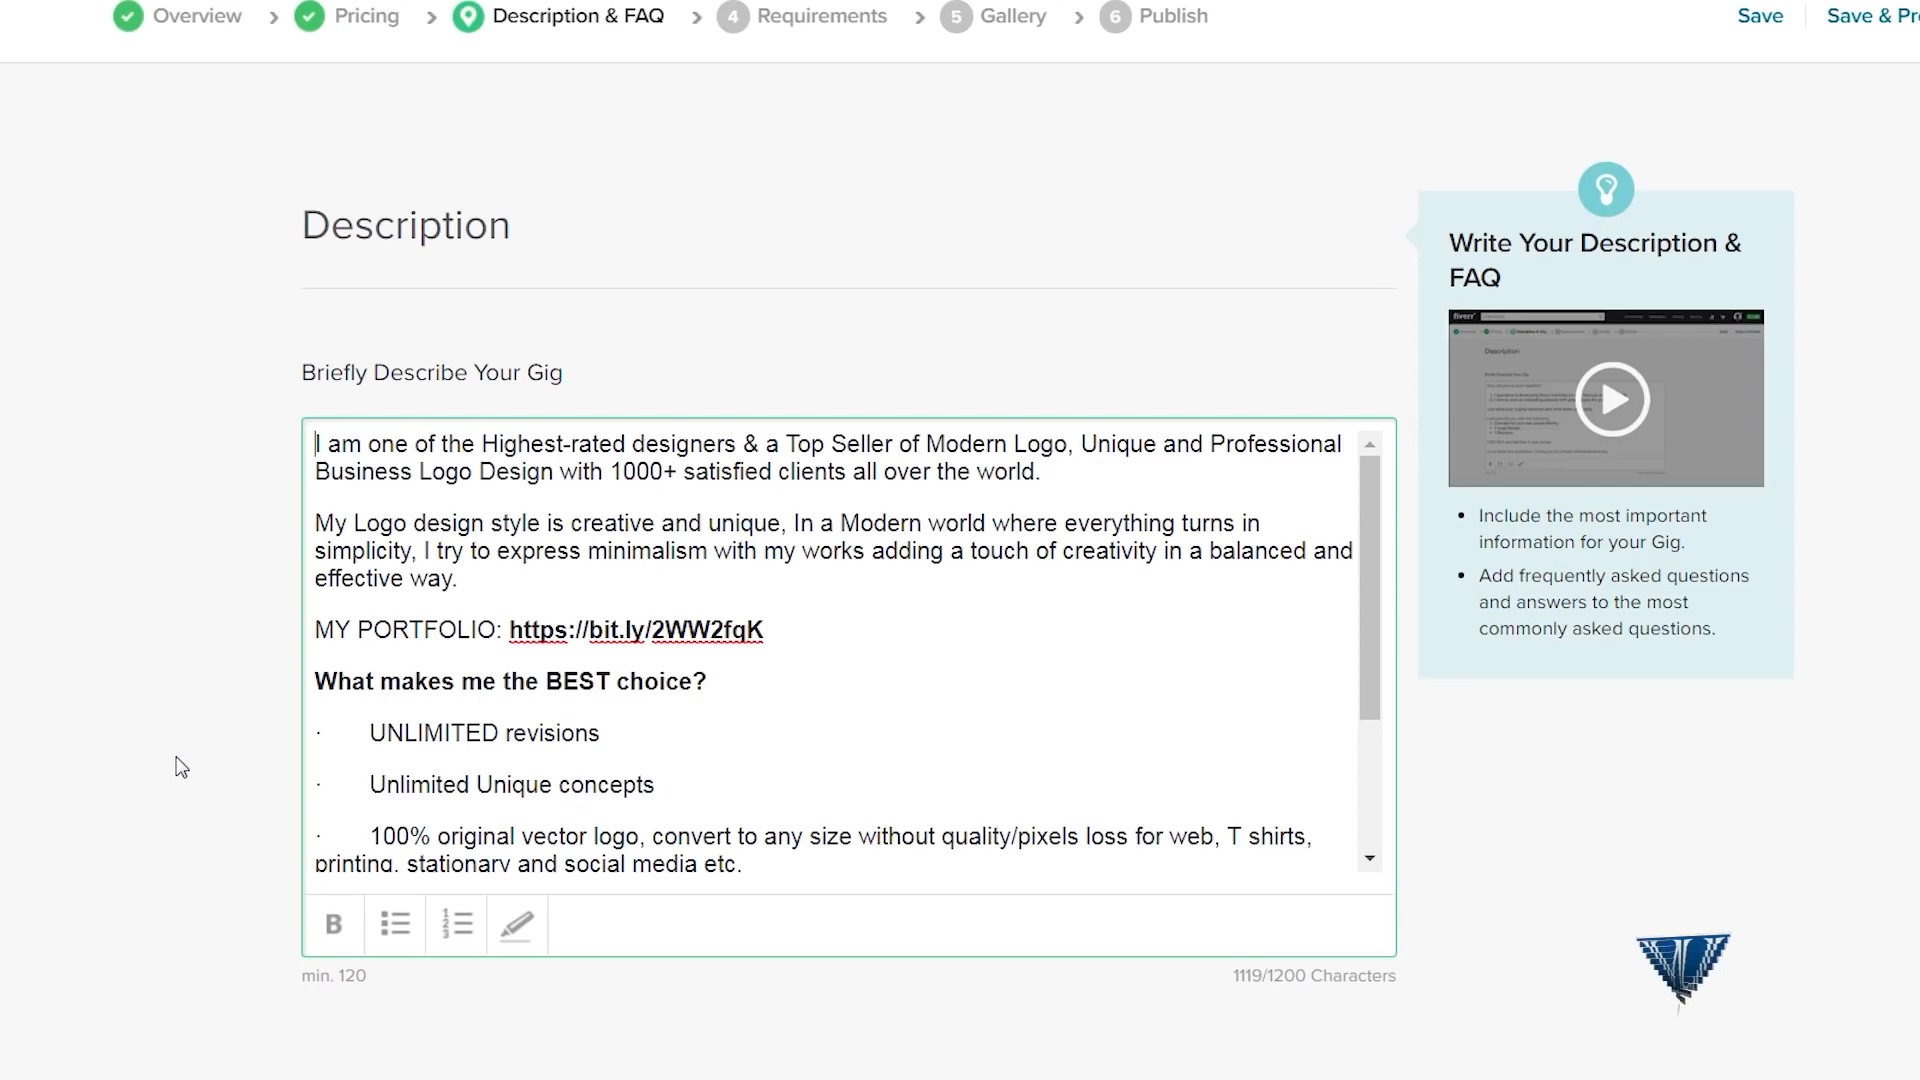 Overview
Pricing
Description & FAQ
4 Requirements
5 Gallery
6 Publish
Save
Save & Pr
Description
Briefly Describe Your Gig
I am one of the Highest-rated designers & a Top Seller of Modern Logo, Unique and Professional
Business Logo Design with 1000+ satisfied clients all over the world.
My Logo design style is creative and unique, In a Modern world where everything turns in
simplicity, I try to express minimalism with my works adding a touch of creativity in a balanced and
effective way.
MY PORTFOLIO: https://bit.ly/2WW2fqK
What makes me the BEST choice?
· UNLIMITED revisions
· Unlimited Unique concepts
· 100% original vector logo, convert to any size without quality/pixels loss for web, T shirts,
printing, stationary and social media etc.
B
min. 120
1119/1200 Characters
Write Your Description &
FAQ
fiverr
Description
• Include the most important
information for your Gig.
• Add frequently asked questions
and answers to the most
commonly asked questions.